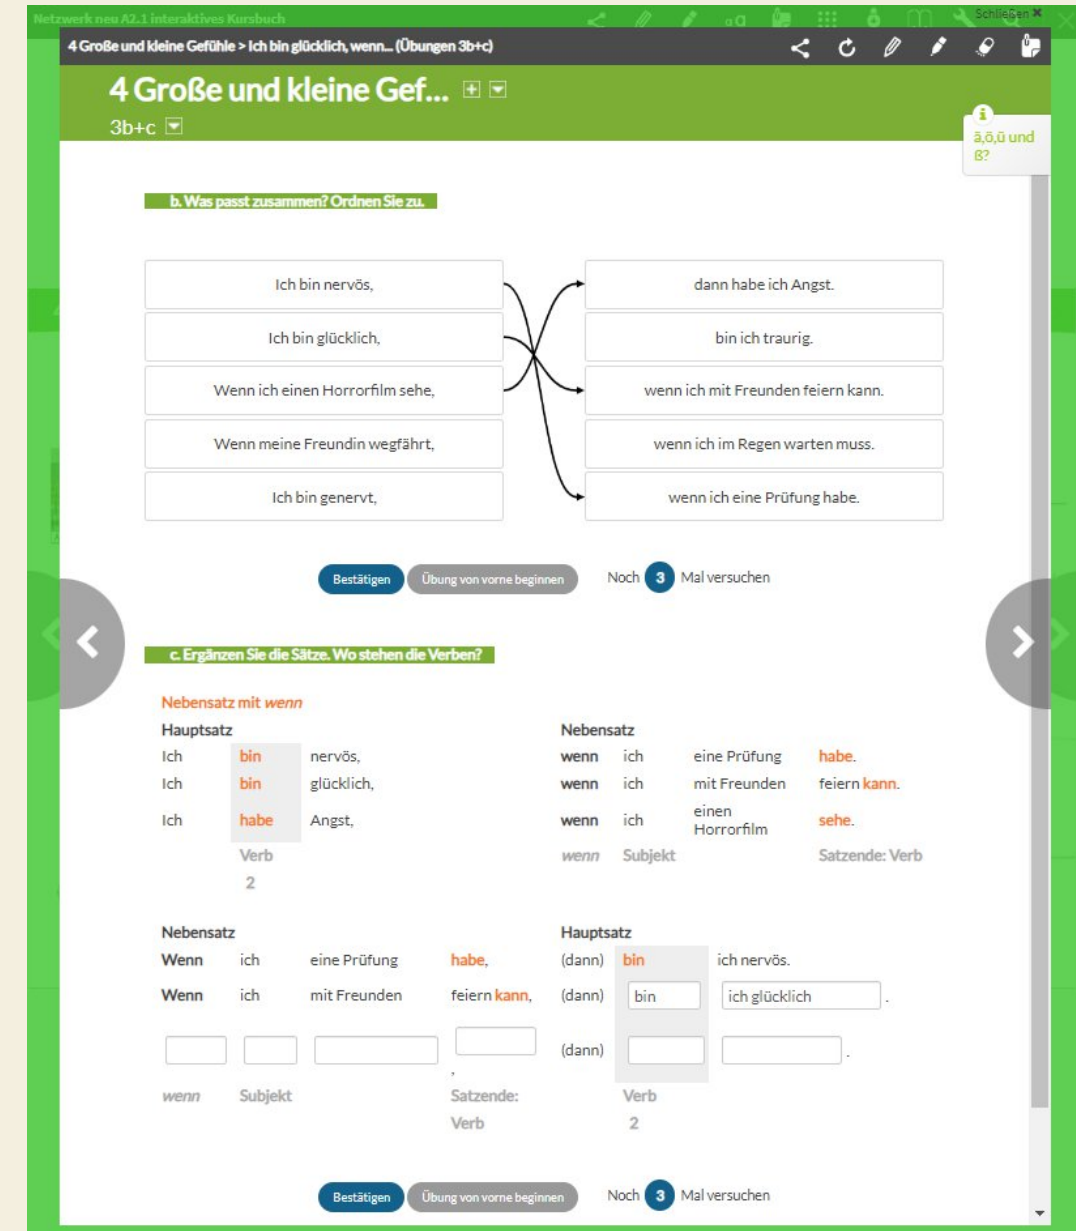 Netzwerk neu A2.1 interaktives Kursbuch
Schließen ✖
4 Große und kleine Gefühle > Ich bin glücklich, wenn... (Übungen 3b+c)
4 Große und kleine Gef...
3b+c
ä,ö,ü und
ß?
b. Was passt zusammen? Ordnen Sie zu.
Ich bin nervös,
dann habe ich Angst.
Ich bin glücklich,
bin ich traurig.
Wenn ich einen Horrorfilm sehe,
wenn ich mit Freunden feiern kann.
Wenn meine Freundin wegfährt,
wenn ich im Regen warten muss.
Ich bin genervt,
wenn ich eine Prüfung habe.
Bestätigen Übung von vorne beginnen Noch 3 Mal versuchen
c. Ergänzen Sie die Sätze. Wo stehen die Verben?
Nebensatz mit wenn
Hauptsatz Nebensatz
Ich bin nervös, wenn ich eine Prüfung habe.
Ich bin glücklich, wenn ich mit Freunden feiern kann.
Ich habe Angst, wenn ich einen Horrorfilm sehe.
Verb 2 wenn Subjekt Satzende: Verb
Nebensatz Hauptsatz
Wenn ich eine Prüfung habe, (dann) bin ich nervös.
Wenn ich mit Freunden feiern kann, (dann) bin ich glücklich .
, (dann) .
wenn Subjekt Satzende: Verb Verb 2
Bestätigen Übung von vorne beginnen Noch 3 Mal versuchen